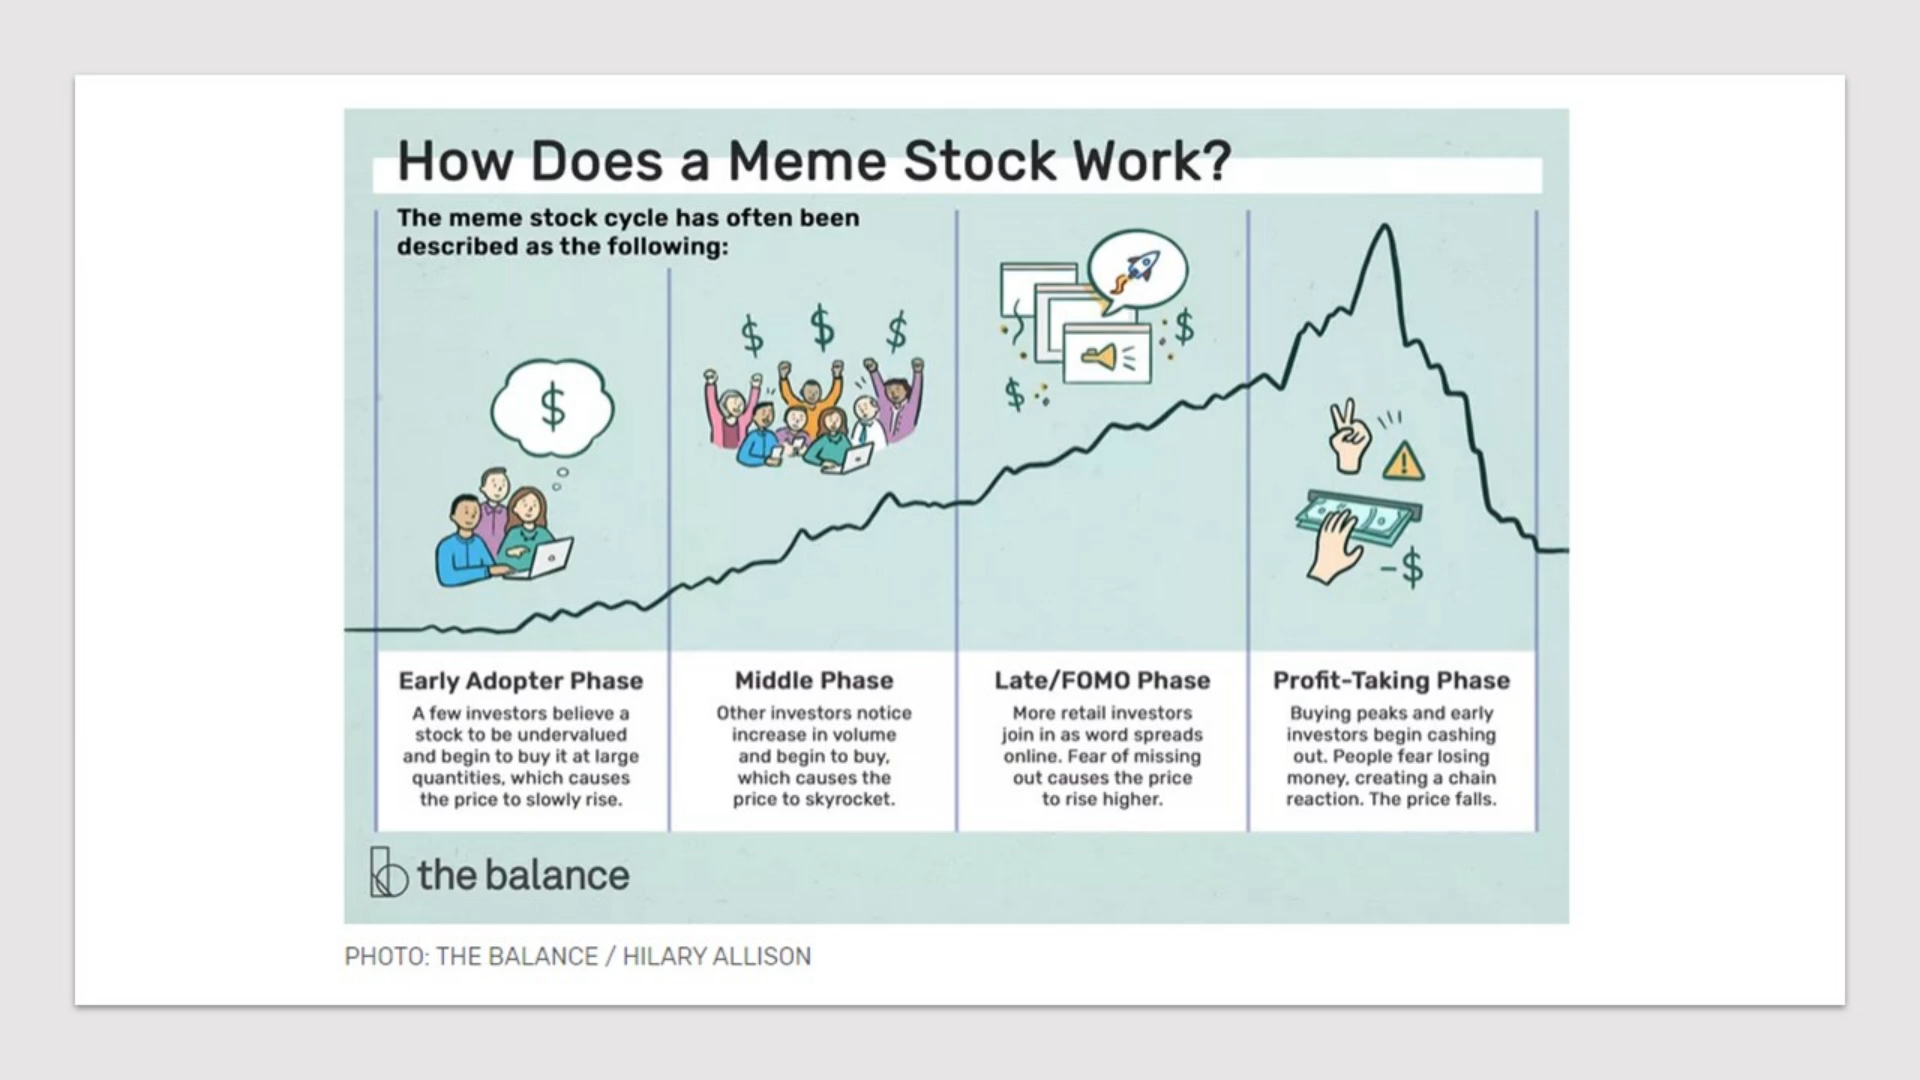 How Does a Meme Stock Work?
The meme stock cycle has often been
described as the following:
$
$ $ $
$
$
-$
Early Adopter Phase
A few investors believe a
stock to be undervalued
and begin to buy it at large
quantities, which causes
the price to slowly rise.
Middle Phase
Other investors notice
increase in volume
and begin to buy,
which causes the
price to skyrocket.
Late/FOMO Phase
More retail investors
join in as word spreads
online. Fear of missing
out causes the price
to rise higher.
Profit-Taking Phase
Buying peaks and early
investors begin cashing
out. People fear losing
money, creating a chain
reaction. The price falls.
the balance
PHOTO: THE BALANCE / HILARY ALLISON